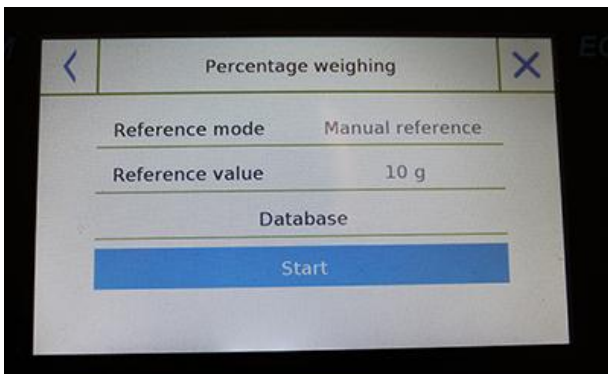 Percentage weighing
Reference mode Manual reference
Reference value 10 g
Database
Start